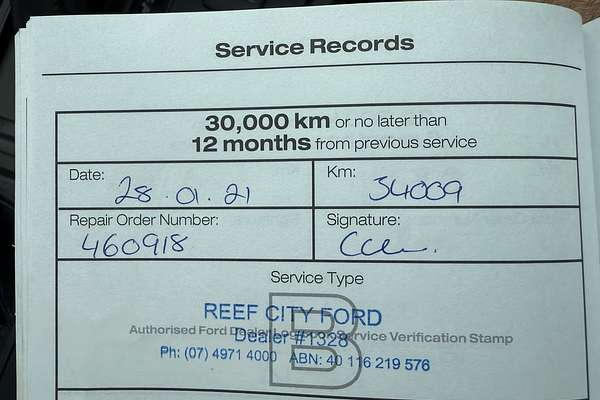 Service Records
30,000 km or no later than
12 months from previous service
Date: 28.01.21
Km: 34009
Repair Order Number: 460918
Signature:
Service Type
B
REEF CITY FORD
Authorised Ford Dealer Logo or Service Verification Stamp
Dealer #1328
Ph: (07) 4971 4000 ABN: 40 116 219 576